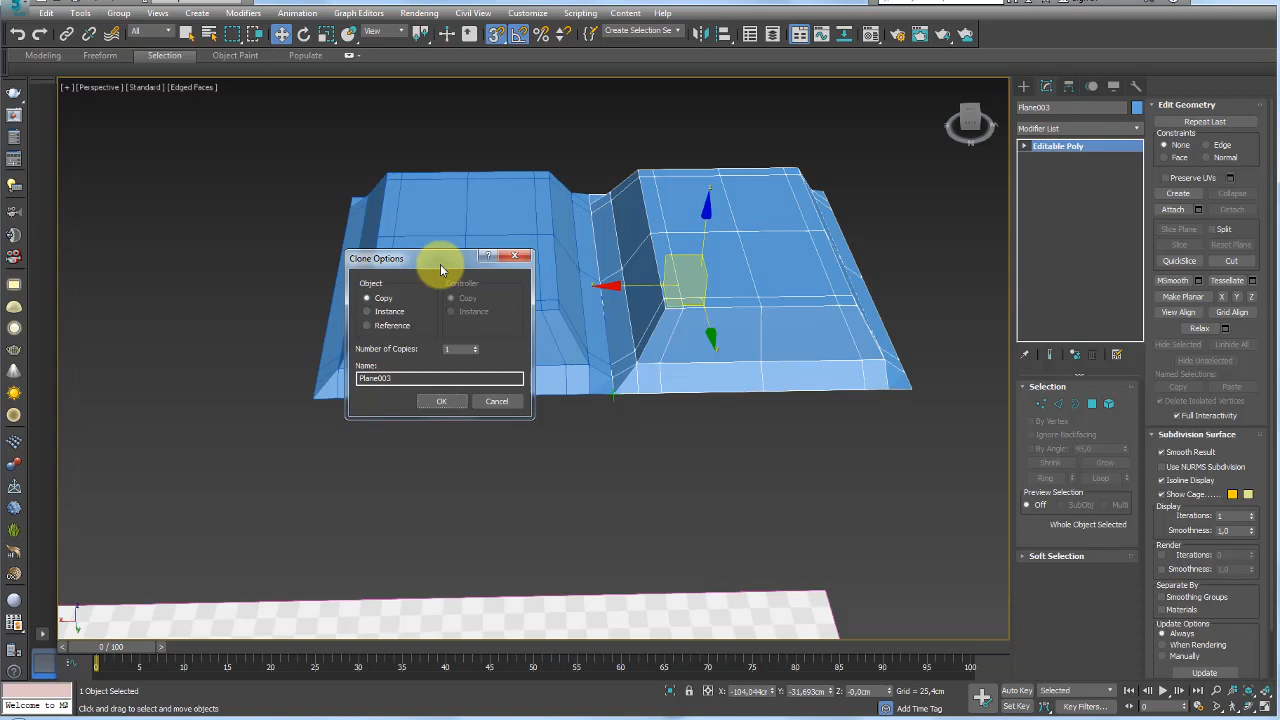 Edit Tools Group Views Create Modifiers Animation Graph Editors Rendering Civil View Customize Scripting Content Help
All View Create Selection Se
Modeling Freeform Selection Object Paint Populate
[+] [Perspective] [Standard] [Edged Faces]
Plane003
Modifier List
Editable Poly
Edit Geometry
Repeat Last
Constraints
None Edge
Face Normal
Preserve UVs
Create Collapse
Attach Detach
Slice Plane Split
Slice Reset Plane
QuickSlice Cut
MSmooth Tessellate
Make Planar X Y Z
View Align Grid Align
Relax
Hide Selected Unhide All
Hide Unselected
Named Selections:
Copy Paste
Delete Isolated Vertices
Full Interactivity
Clone Options
Object Controller
Copy Copy
Instance Instance
Reference
Number of Copies: 1
Name:
Plane003
OK Cancel
Selection
By Vertex
Ignore Backfacing
By Angle: 45,0
Shrink Grow
Ring Loop
Preview Selection
Off SubObj Multi
Whole Object Selected
Soft Selection
Subdivision Surface
Smooth Result
Use NURMS Subdivision
Isoline Display
Show Cage......
Display
Iterations: 1
Smoothness: 1,0
Render
Iterations: 0
Smoothness: 1,0
Separate By
Smoothing Groups
Materials
Update Options
Always
When Rendering
Manually
Update
0 / 100
0 5 10 15 20 25 30 35 40 45 50 55 60 65 70 75 80 85 90 95 100
1 Object Selected
X: -104,044cm Y: -31,693cm Z: -0,0cm Grid = 25,4cm
Auto Key Selected
Welcome to MA
Click and drag to select and move objects
Add Time Tag
Set Key Key Filters... 0